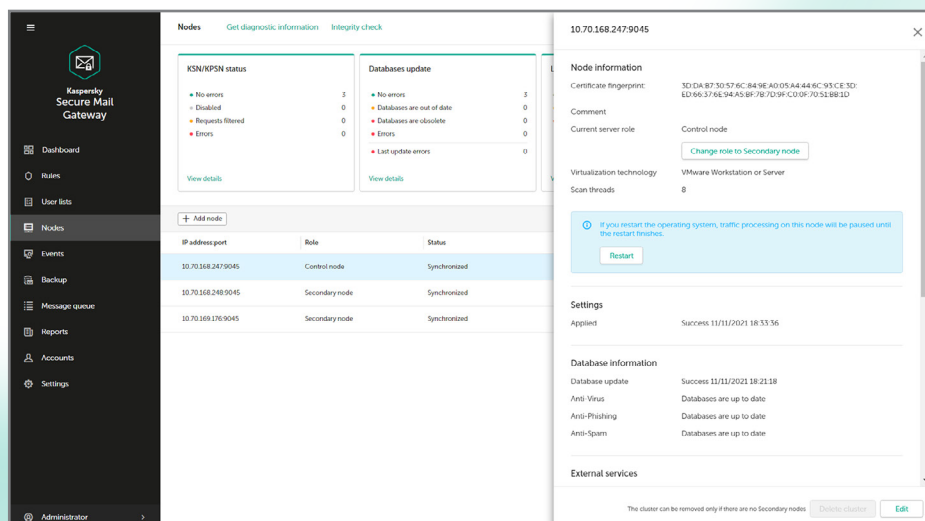 Kaspersky
Secure Mail
Gateway
Dashboard
Rules
User lists
Nodes
Events
Backup
Message queue
Reports
Accounts
Settings
Administrator
Nodes
Get diagnostic information
Integrity check
KSN/KPSN status
No errors 3
Disabled 0
Requests filtered 0
Errors 0
View details
Databases update
No errors 3
Databases are out of date 0
Databases are obsolete 0
Errors 0
Last update errors 0
View details
+ Add node
IP address:port Role Status
10.70.168.247:9045 Control node Synchronized
10.70.168.248:9045 Secondary node Synchronized
10.70.169.176:9045 Secondary node Synchronized
10.70.168.247:9045
Node information
Certificate fingerprint: 3D:DA:B7:30:57:6C:84:9E:A0:05:A4:44:6C:93:CE:3D:
ED:66:37:6E:94:A5:BF:7B:7D:9F:C0:0F:70:51:BB:1D
Comment
Current server role Control node
Change role to Secondary node
Virtualization technology VMware Workstation or Server
Scan threads 8
If you restart the operating system, traffic processing on this node will be paused until
the restart finishes.
Restart
Settings
Applied Success 11/11/2021 18:33:36
Database information
Database update Success 11/11/2021 18:21:18
Anti-Virus Databases are up to date
Anti-Phishing Databases are up to date
Anti-Spam Databases are up to date
External services
The cluster can be removed only if there are no Secondary nodes
Delete cluster
Edit